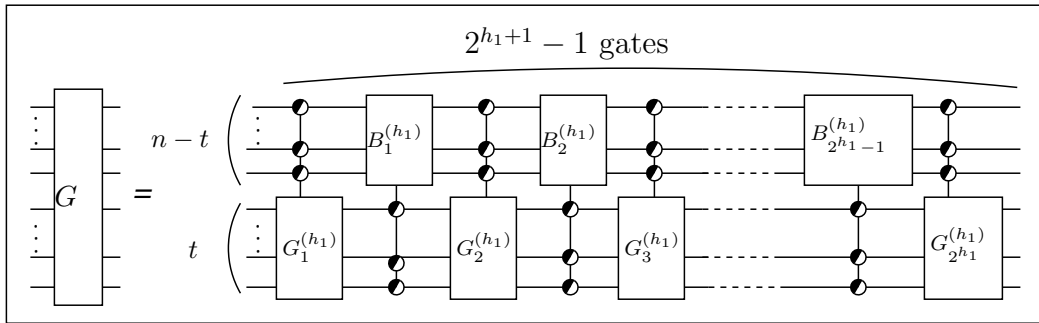 2^{h_1+1} − 1 gates
n − t
B_1^{(h_1)} B_2^{(h_1)} B_{2^{h_1}−1}^{(h_1)}
G =
t
G_1^{(h_1)} G_2^{(h_1)} G_3^{(h_1)} G_{2^{h_1}}^{(h_1)}